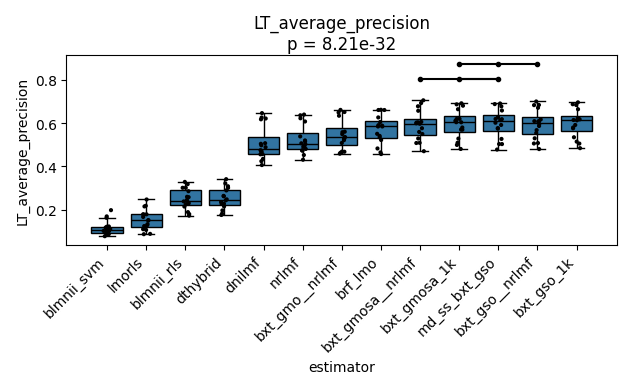 LT_average_precision
p = 8.21e-32
LT_average_precision
0.8
0.6
0.4
0.2
blmnii_svm
lmorls
blmnii_rls
dthybrid
dnilmf
nrlmf
bxt_gmo__nrlmf
brf_lmo
bxt_gmosa__nrlmf
bxt_gmosa_1k
md_ss_bxt_gso
bxt_gso__nrlmf
bxt_gso_1k
estimator